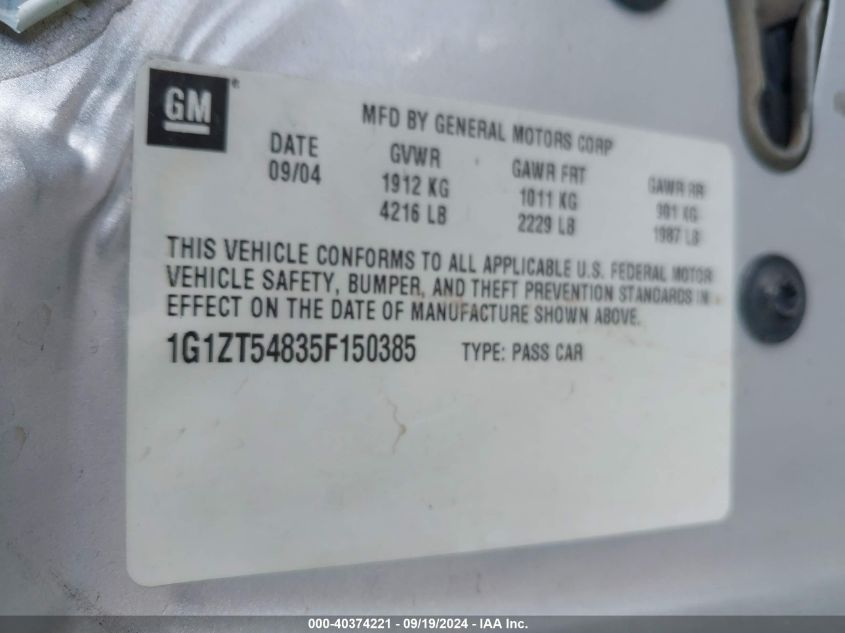 GM
MFD BY GENERAL MOTORS CORP
DATE GVWR GAWR FRT GAWR RR
09/04 1912 KG 1011 KG 901 KG
4216 LB 2229 LB 1987 LB
THIS VEHICLE CONFORMS TO ALL APPLICABLE U.S. FEDERAL MOTOR
VEHICLE SAFETY, BUMPER, AND THEFT PREVENTION STANDARDS IN
EFFECT ON THE DATE OF MANUFACTURE SHOWN ABOVE.
1G1ZT54835F150385 TYPE: PASS CAR
000-40374221 - 09/19/2024 - IAA Inc.